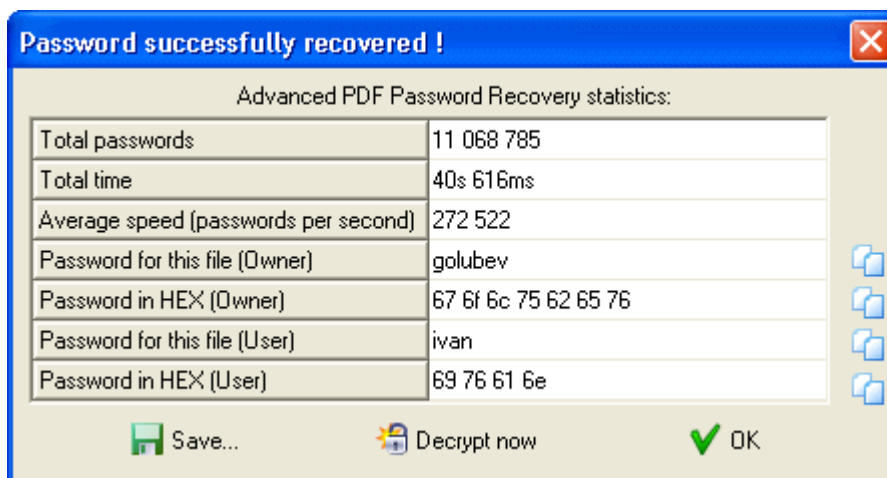 Password successfully recovered !
Advanced PDF Password Recovery statistics:
Total passwords 11 068 785
Total time 40s 616ms
Average speed (passwords per second) 272 522
Password for this file (Owner) golubev
Password in HEX (Owner) 67 6f 6c 75 62 65 76
Password for this file (User) ivan
Password in HEX (User) 69 76 61 6e
Save... Decrypt now OK